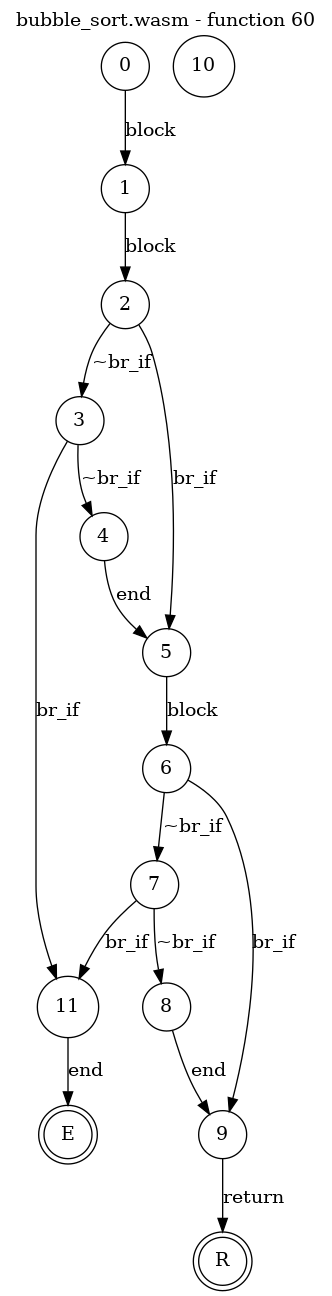 bubble_sort.wasm - function 60
0
10
block
1
block
2
~br_if
3
br_if
~br_if
4
end
5
br_if
block
6
~br_if
7
br_if
~br_if
br_if
11
8
end
end
E
9
return
R